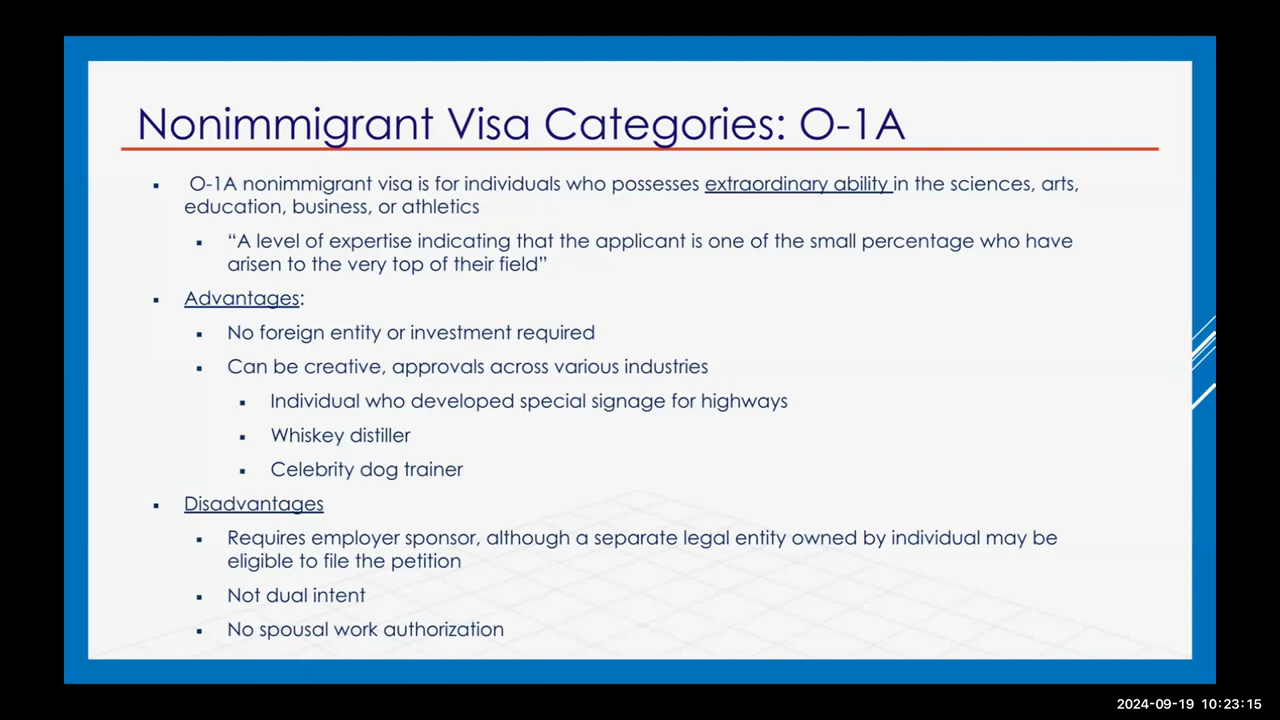 Nonimmigrant Visa Categories: O-1A
▪ O-1A nonimmigrant visa is for individuals who possesses extraordinary ability in the sciences, arts,
education, business, or athletics
▪ “A level of expertise indicating that the applicant is one of the small percentage who have
arisen to the very top of their field”
▪ Advantages:
▪ No foreign entity or investment required
▪ Can be creative, approvals across various industries
▪ Individual who developed special signage for highways
▪ Whiskey distiller
▪ Celebrity dog trainer
▪ Disadvantages
▪ Requires employer sponsor, although a separate legal entity owned by individual may be
eligible to file the petition
▪ Not dual intent
▪ No spousal work authorization
2024-09-19 10:23:15